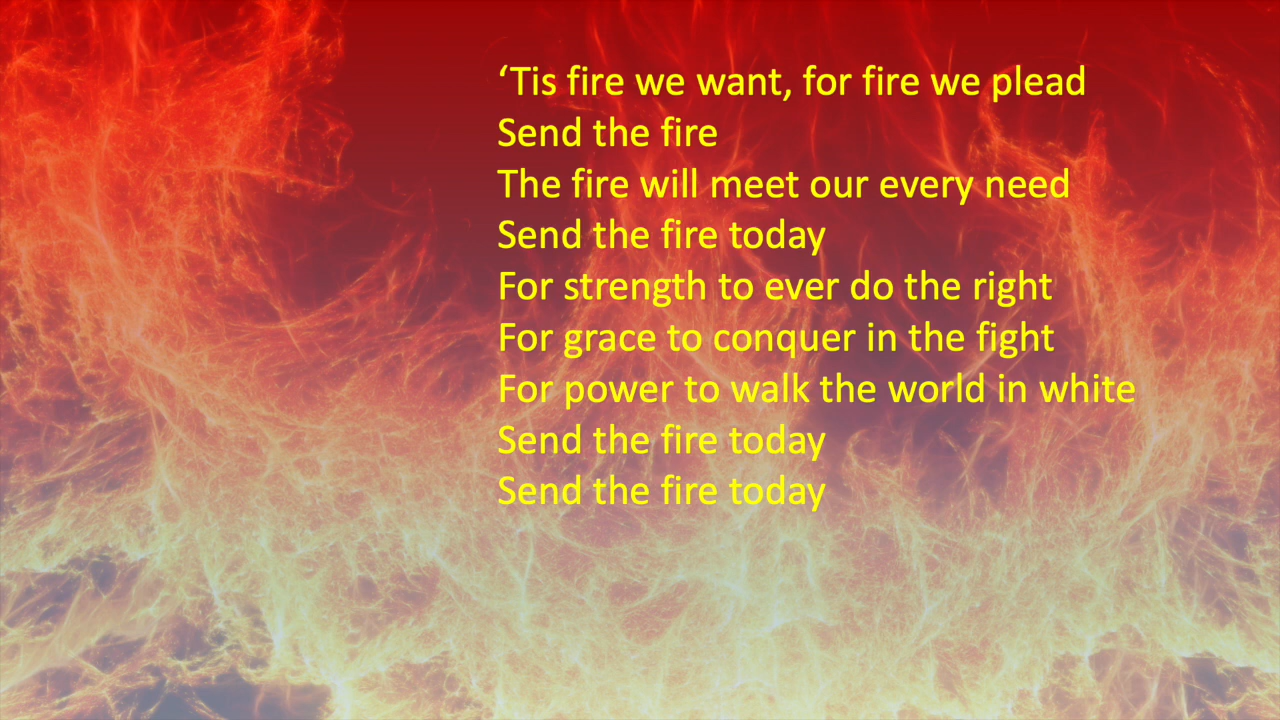 ‘Tis fire we want, for fire we plead
Send the fire
The fire will meet our every need
Send the fire today
For strength to ever do the right
For grace to conquer in the fight
For power to walk the world in white
Send the fire today
Send the fire today